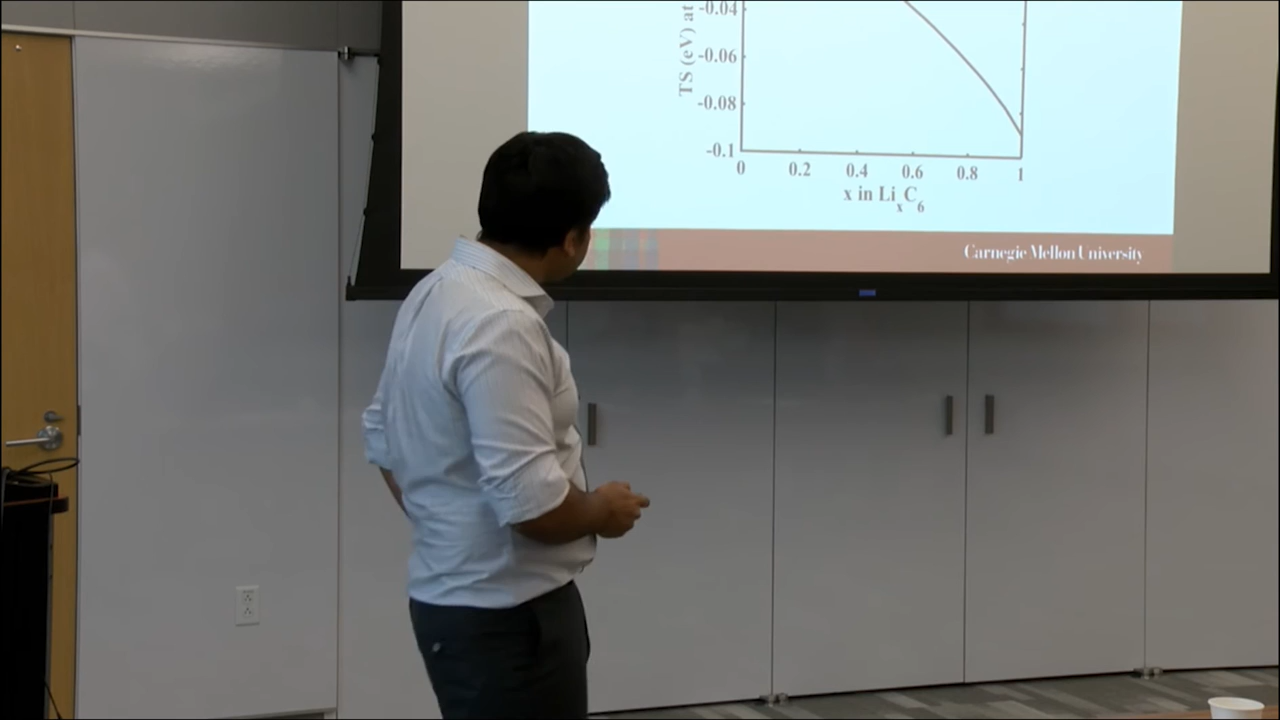 -0.04
-0.06
-0.08
-0.1
TS (eV) at
0 0.2 0.4 0.6 0.8 1
x in LixC6
Carnegie Mellon University